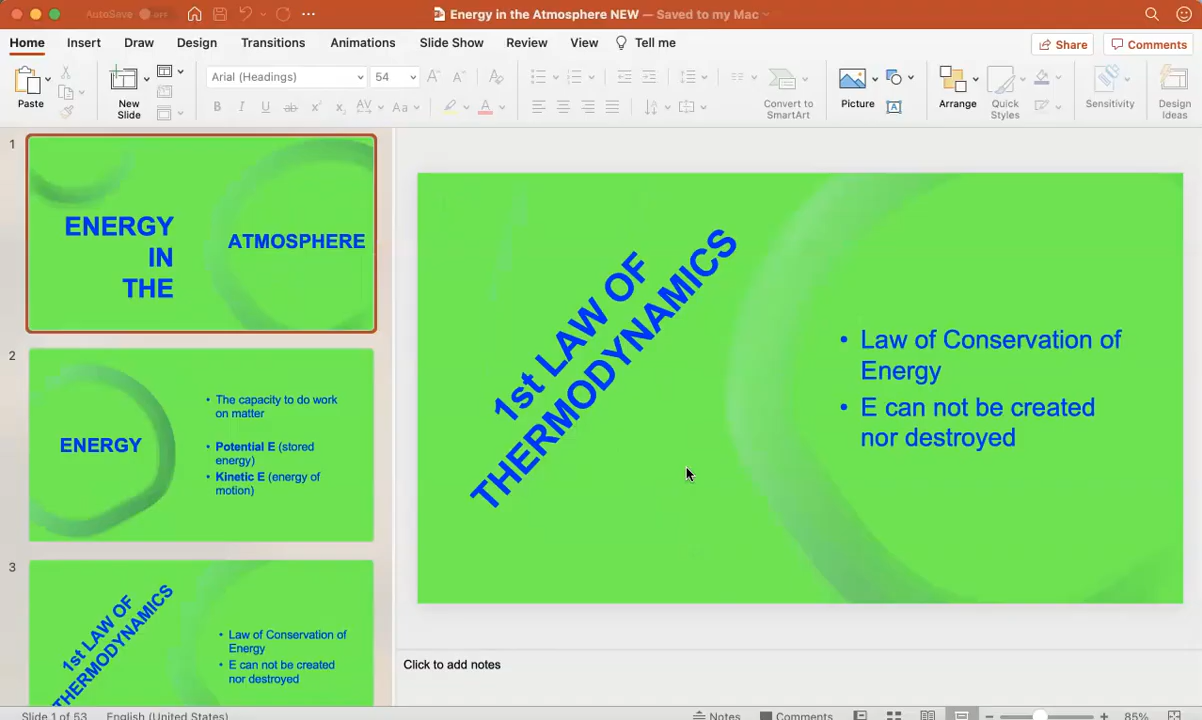 AutoSave OFF
Energy in the Atmosphere NEW — Saved to my Mac
Home Insert Draw Design Transitions Animations Slide Show Review View Tell me Share Comments
Paste
New
Slide
Arial (Headings) 54
Convert to
SmartArt
Picture
Arrange
Quick
Styles
Sensitivity
Design
Ideas
1
ENERGY
IN
THE
ATMOSPHERE
2
ENERGY
• The capacity to do work
on matter
• Potential E (stored
energy)
• Kinetic E (energy of
motion)
3
1st LAW OF
THERMODYNAMICS
• Law of Conservation of
Energy
• E can not be created
nor destroyed
1st LAW OF
THERMODYNAMICS
• Law of Conservation of
Energy
• E can not be created
nor destroyed
Click to add notes
Slide 1 of 53 English (United States) Notes Comments 85%